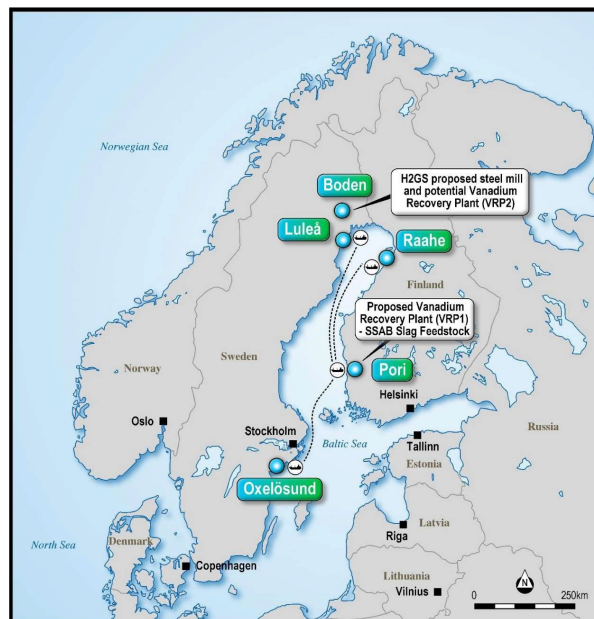 Norwegian Sea
Boden
H2GS proposed steel mill
and potential Vanadium
Recovery Plant (VRP2)
Luleå
Raahe
Finland
Proposed Vanadium
Recovery Plant (VRP1)
- SSAB Slag Feedstock
Sweden
Norway
Pori
Helsinki
Oslo
Stockholm
Baltic Sea
Tallinn
Russia
Estonia
Oxelösund
Latvia
Riga
North Sea
Denmark
Copenhagen
Lithuania
Vilnius
N
0 250km